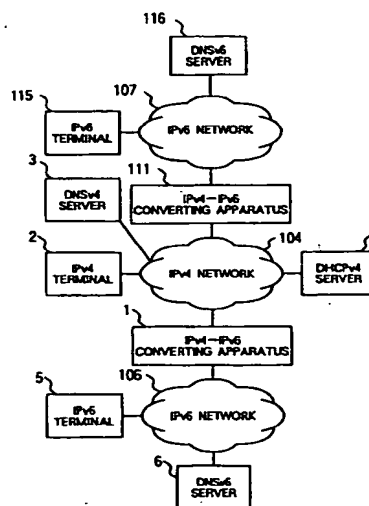 116
DNSv6
SERVER
107
115
IPv6
TERMINAL
IPv6 NETWORK
3
111
DNSv4
SERVER
IPv4-IPv6
CONVERTING APPARATUS
2
104
IPv4
TERMINAL
IPv4 NETWORK
DHCPv4
SERVER
1
IPv4-IPv6
CONVERTING APPARATUS
106
5
IPv6
TERMINAL
IPv6 NETWORK
6
DNSv6
SERVER